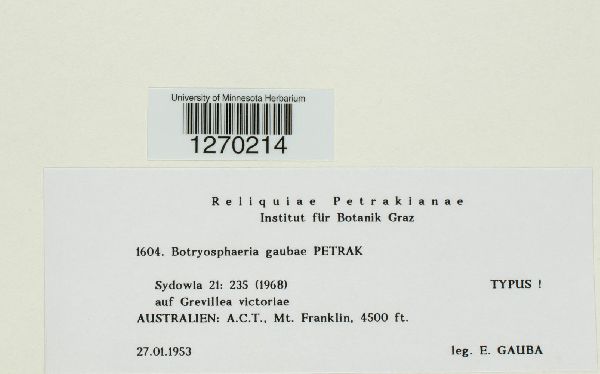 University of Minnesota Herbarium
1270214
Reliquiae Petrakianae
Institut für Botanik Graz
1604. Botryosphaeria gaubae PETRAK
Sydowia 21: 235 (1968) TYPUS !
auf Grevillea victoriae
AUSTRALIEN: A.C.T., Mt. Franklin, 4500 ft.
27.01.1953 leg. E. GAUBA